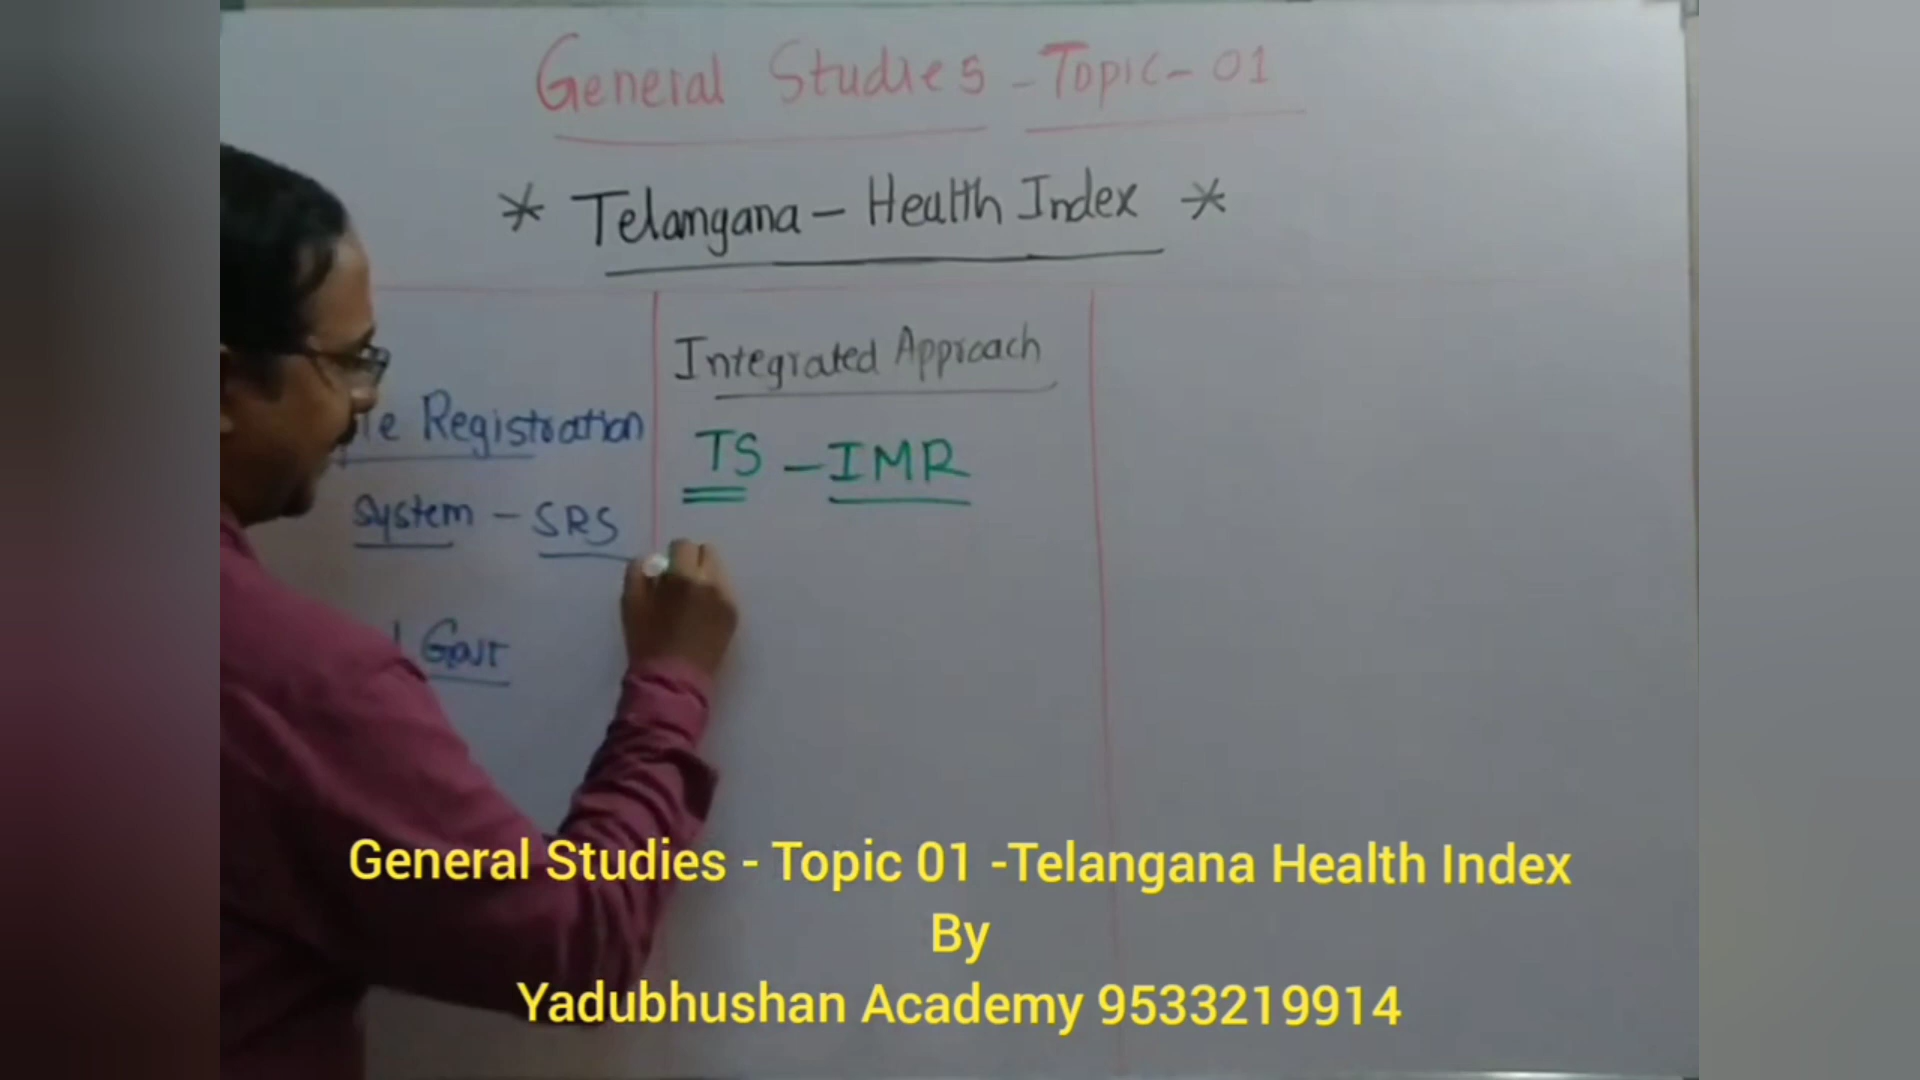 General Studies - Topic - 01
* Telangana - Health Index *
Registration
System - SRS
Govt
Integrated Approach
TS - IMR
General Studies - Topic 01 -Telangana Health Index
By
Yadubhushan Academy 9533219914